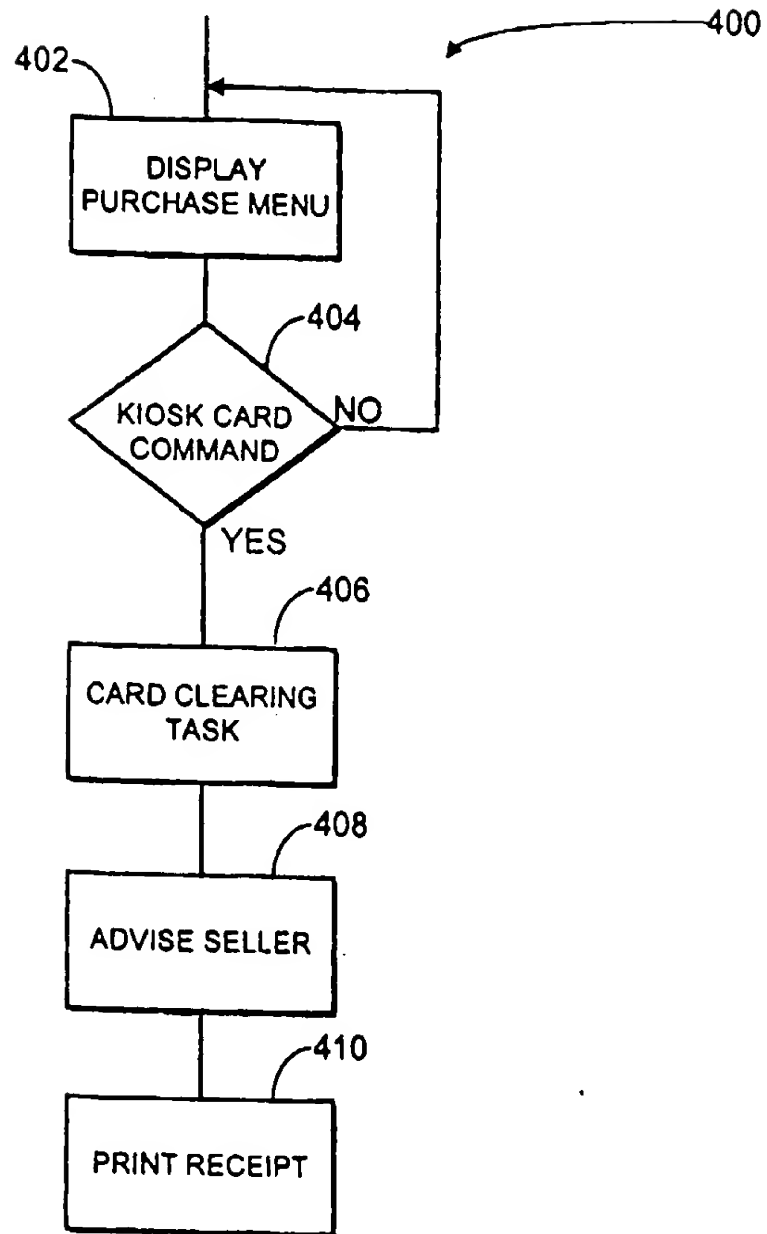 400
402
DISPLAY
PURCHASE MENU
404
KIOSK CARD
COMMAND
NO
YES
406
CARD CLEARING
TASK
408
ADVISE SELLER
410
PRINT RECEIPT